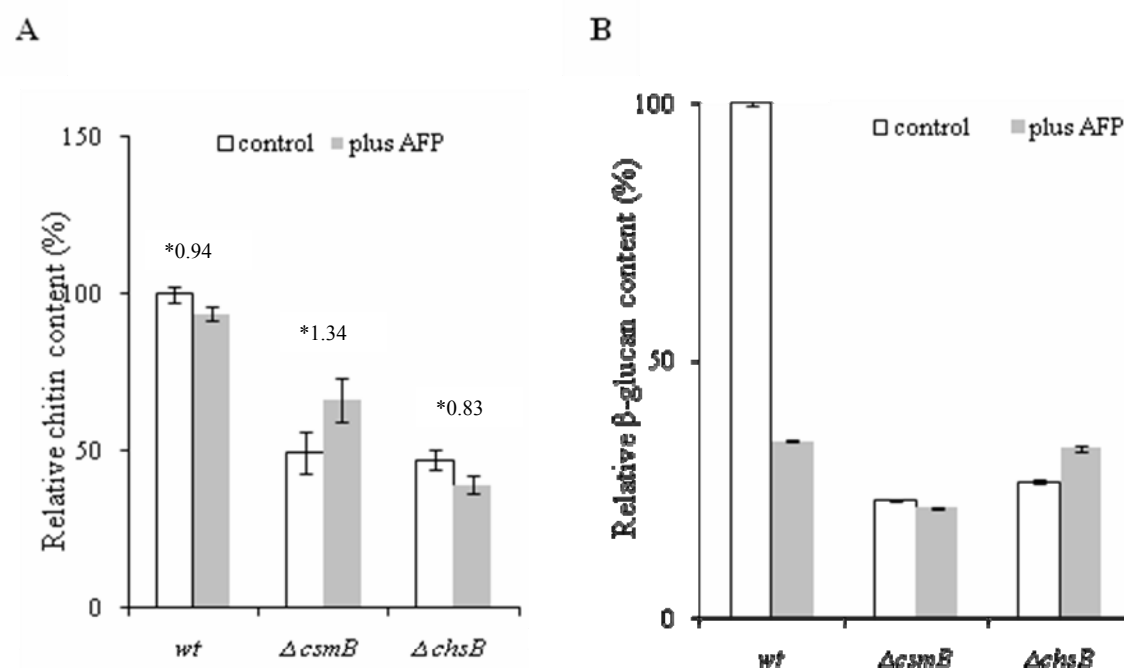 A
Relative chitin content (%)
150
100
50
0
control
plus AFP
*0.94
*1.34
*0.83
wt
ΔcsmB
ΔchsB
B
Relative β-glucan content (%)
100
50
0
control
plus AFP
wt
ΔcsmB
ΔchsB